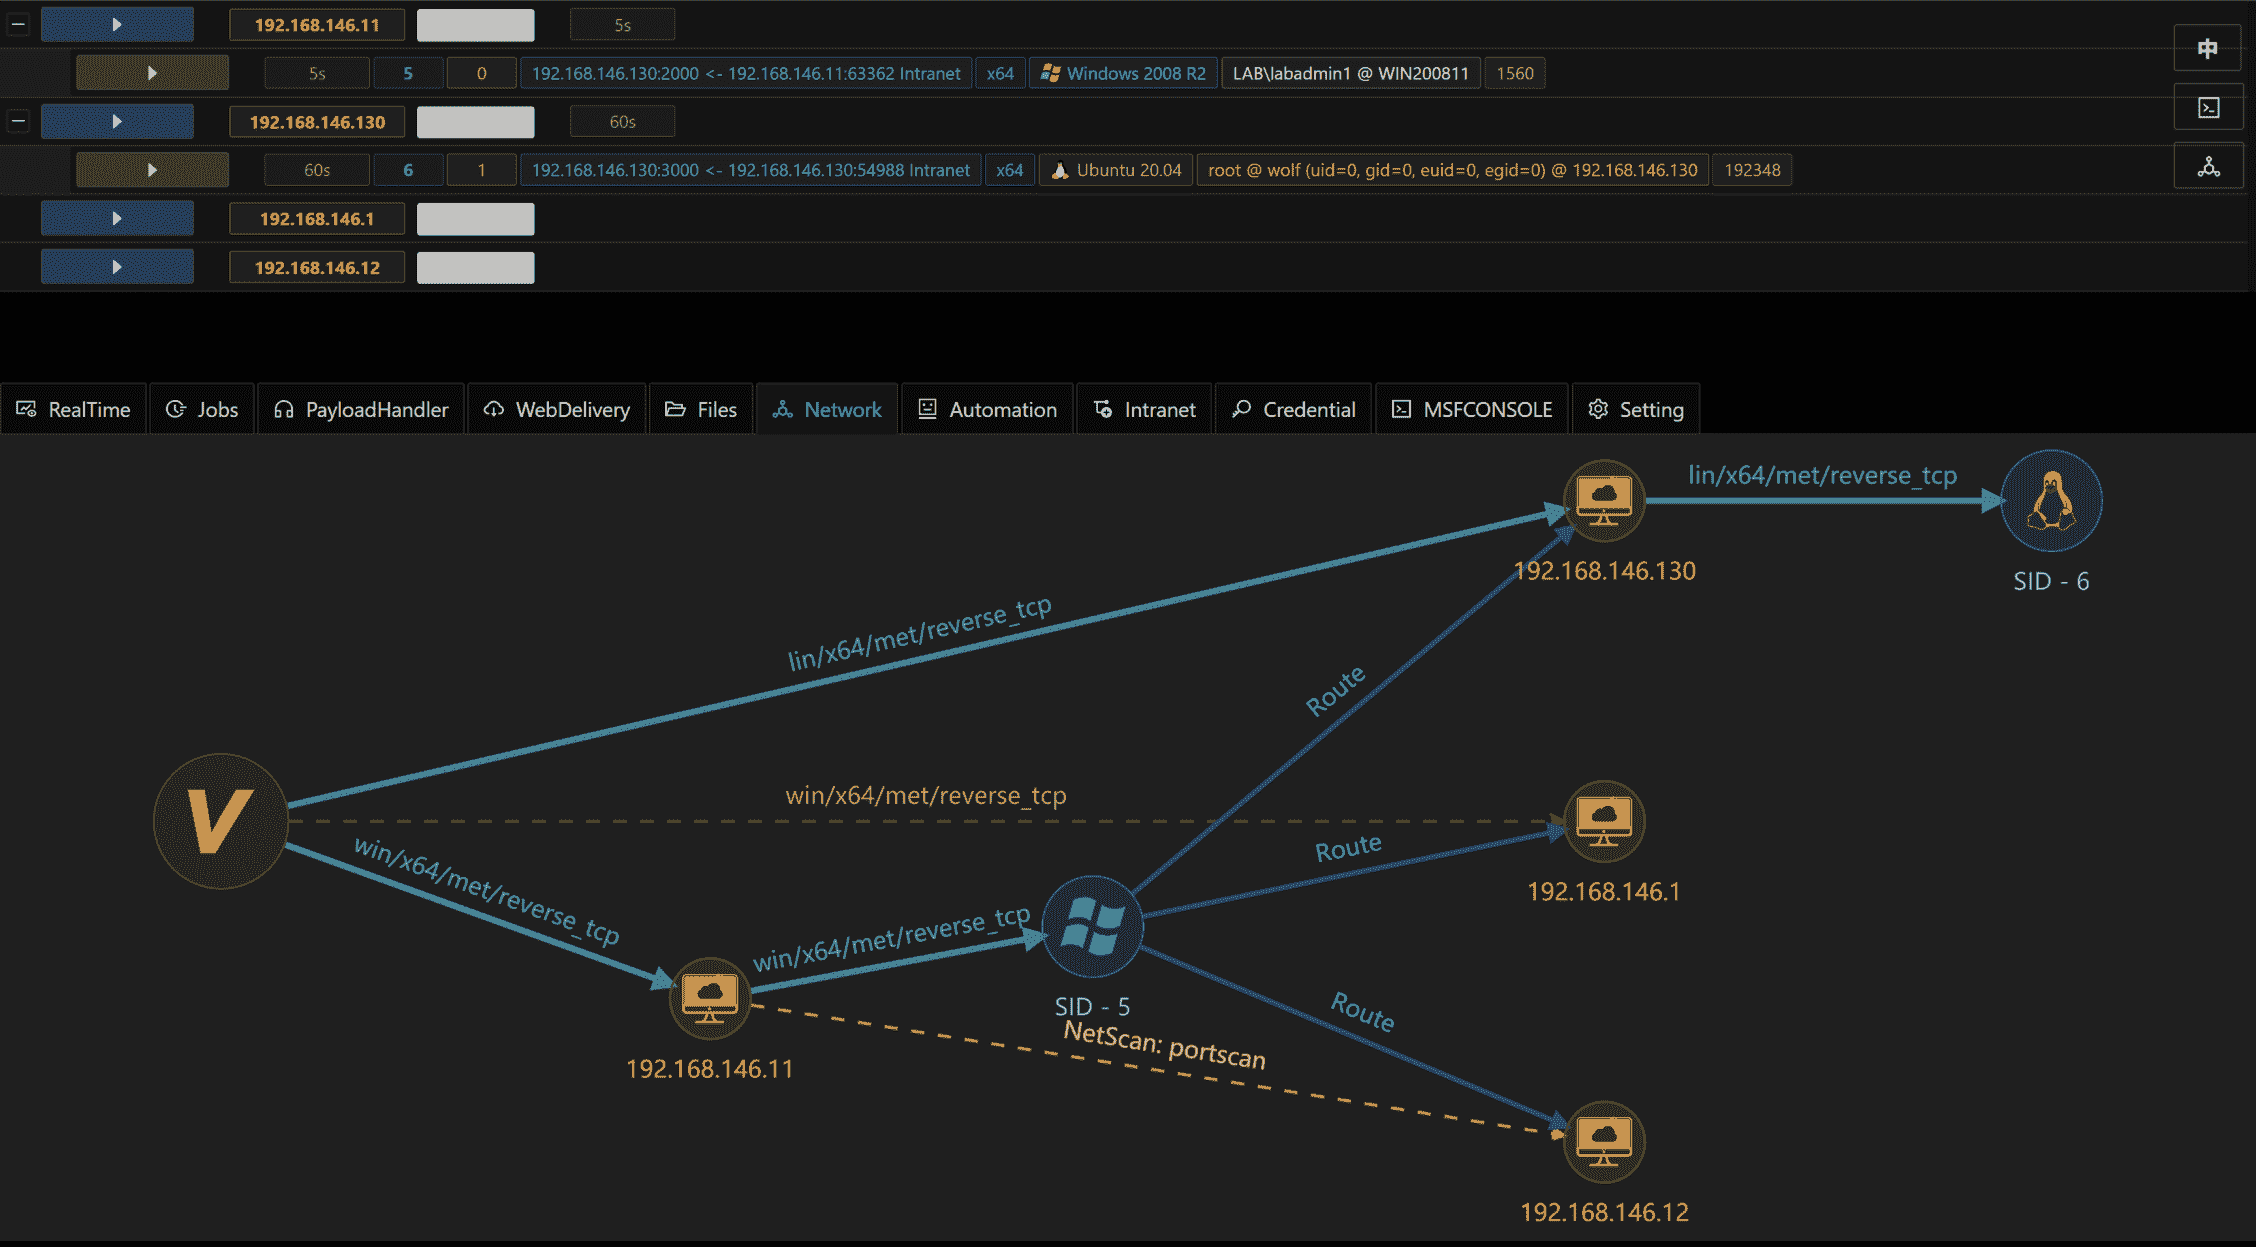 192.168.146.11 5s
5s 5 0 192.168.146.130:2000 <- 192.168.146.11:63362 Intranet x64 Windows 2008 R2 LAB\labadmin1 @ WIN200811 1560
中
192.168.146.130 60s
60s 6 1 192.168.146.130:3000 <- 192.168.146.130:54988 Intranet x64 Ubuntu 20.04 root @ wolf (uid=0, gid=0, euid=0, egid=0) @ 192.168.146.130 192348
192.168.146.1
192.168.146.12
RealTime Jobs PayloadHandler WebDelivery Files Network Automation Intranet Credential MSFCONSOLE Setting
lin/x64/met/reverse_tcp
192.168.146.130
SID - 6
lin/x64/met/reverse_tcp
Route
V
win/x64/met/reverse_tcp
Route
192.168.146.1
win/x64/met/reverse_tcp
win/x64/met/reverse_tcp
SID - 5
Route
NetScan: portscan
192.168.146.11
192.168.146.12